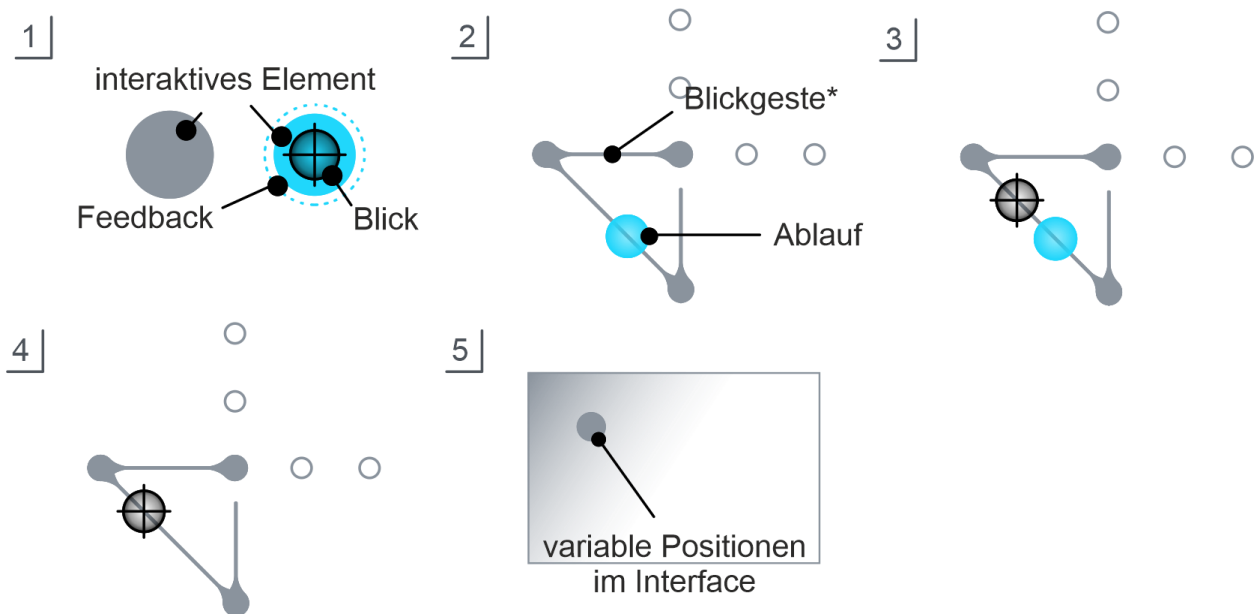 1
interaktives Element
Feedback
Blick
2
Blickgeste*
Ablauf
3
4
5
variable Positionen
im Interface